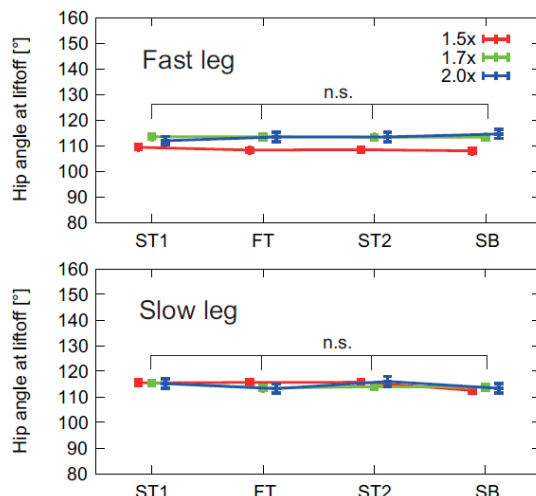 Hip angle at liftoff [°]
160
150
140
130
120
110
100
90
80
Fast leg
1.5x
1.7x
2.0x
n.s.
ST1 FT ST2 SB
Hip angle at liftoff [°]
160
150
140
130
120
110
100
90
80
Slow leg
n.s.
ST1 FT ST2 SB